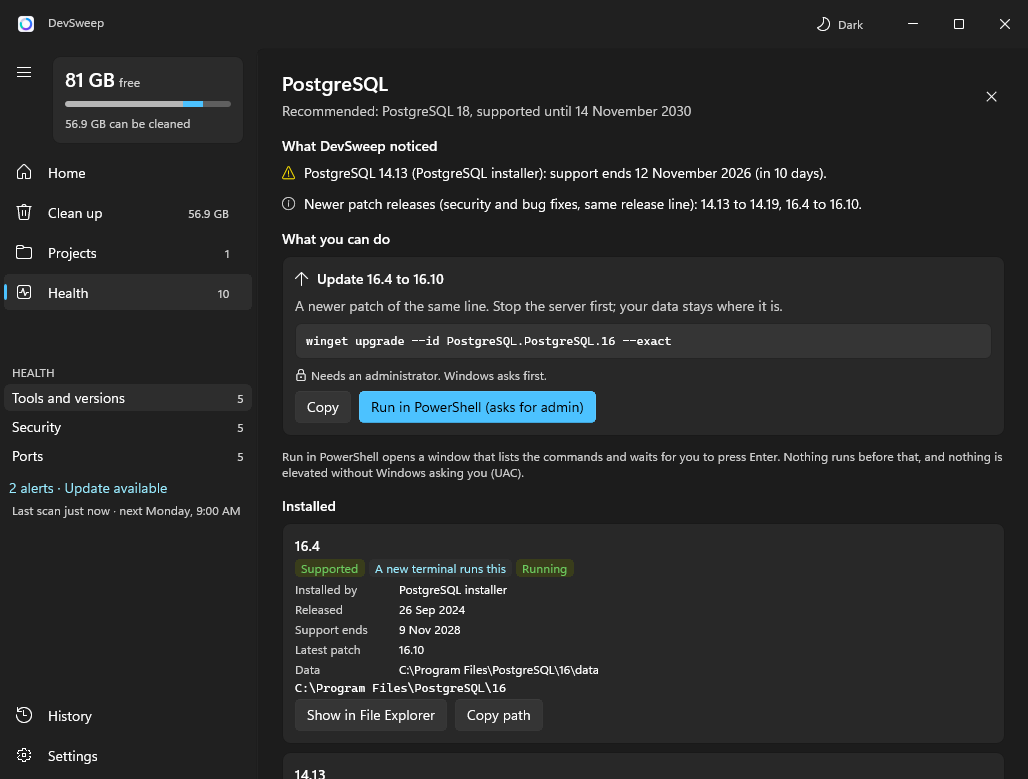 DevSweep
Dark
81 GB free
56.9 GB can be cleaned
Home
Clean up 56.9 GB
Projects 1
Health 10
HEALTH
Tools and versions 5
Security 5
Ports 5
2 alerts · Update available
Last scan just now · next Monday, 9:00 AM
History
Settings
PostgreSQL
Recommended: PostgreSQL 18, supported until 14 November 2030
What DevSweep noticed
PostgreSQL 14.13 (PostgreSQL installer): support ends 12 November 2026 (in 10 days).
Newer patch releases (security and bug fixes, same release line): 14.13 to 14.19, 16.4 to 16.10.
What you can do
Update 16.4 to 16.10
A newer patch of the same line. Stop the server first; your data stays where it is.
winget upgrade --id PostgreSQL.PostgreSQL.16 --exact
Needs an administrator. Windows asks first.
Copy
Run in PowerShell (asks for admin)
Run in PowerShell opens a window that lists the commands and waits for you to press Enter. Nothing runs before that, and nothing is
elevated without Windows asking you (UAC).
Installed
16.4
Supported A new terminal runs this Running
Installed by PostgreSQL installer
Released 26 Sep 2024
Support ends 9 Nov 2028
Latest patch 16.10
Data C:\Program Files\PostgreSQL\16\data
C:\Program Files\PostgreSQL\16
Show in File Explorer Copy path
14.13